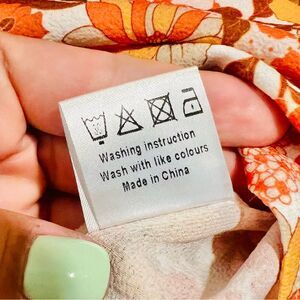 Washing instruction
Wash with like colours
Made in China